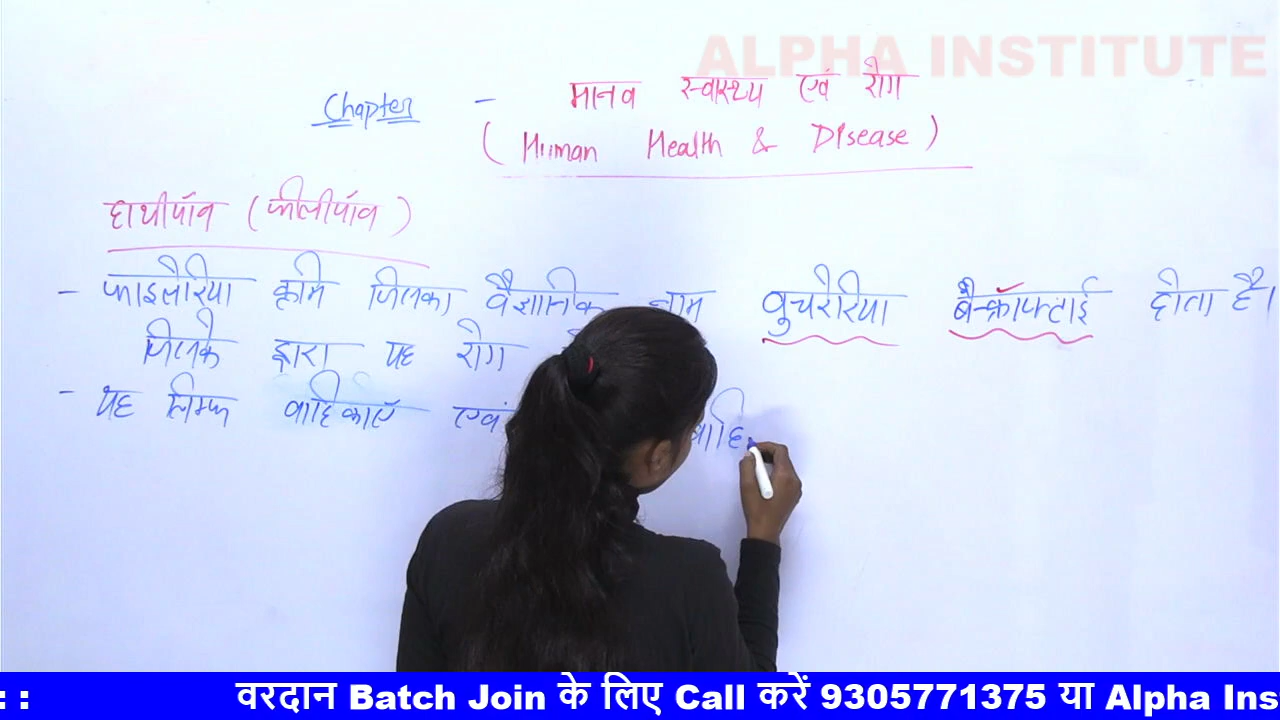 ALPHA INSTITUTE
Chapter - मानव स्वास्थ्य एवं रोग
(Human Health & Disease)
हाथीपाँव (फीलीपाँव)
- फाइलेरिया कृमि जिसका वैज्ञानिक नाम वुचरेरिया बैन्क्रॉफ्टाई होता है।
जिसके द्वारा यह रोग
- यह लिम्फ वाहिकाएँ एवं वाहि
:: वरदान Batch Join के लिए Call करें 9305771375 या Alpha Ins